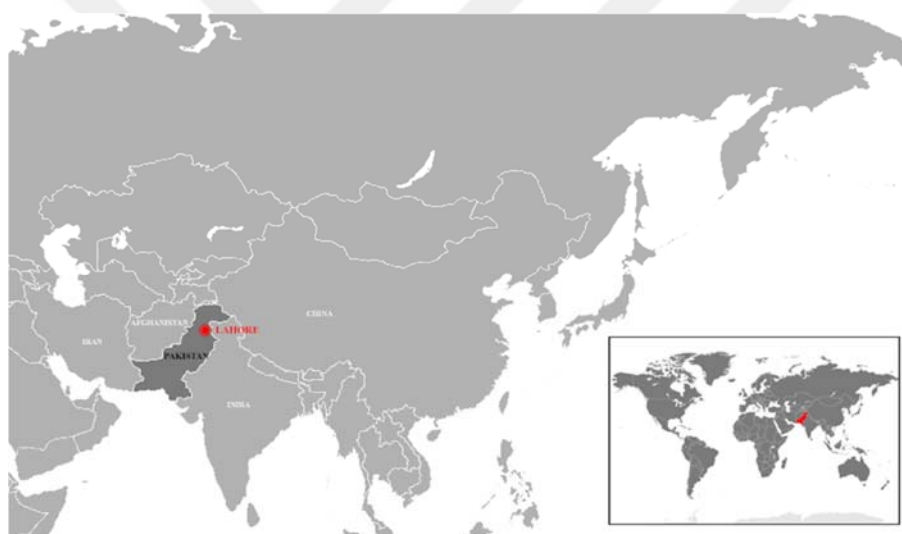 CHINA
AFGHANISTAN
LAHORE
IRAN
PAKISTAN
INDIA